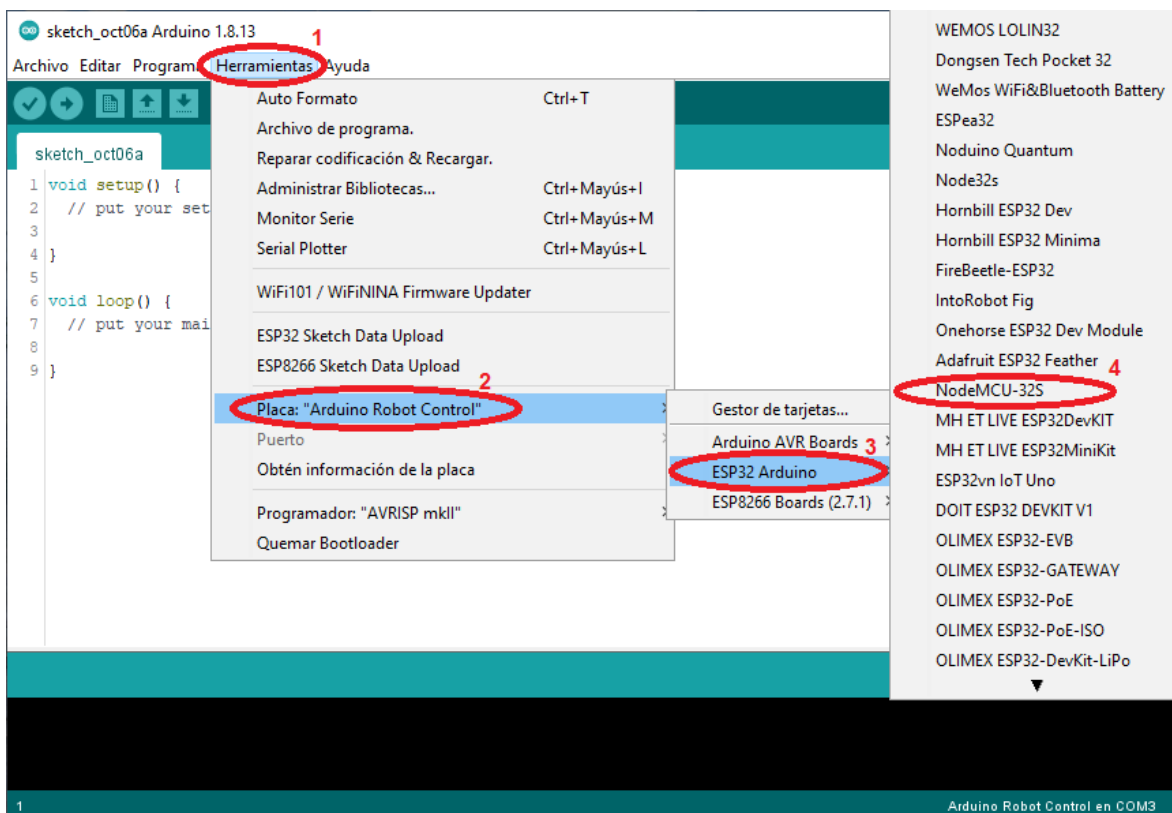 sketch_oct06a Arduino 1.8.13
1
Archivo Editar Program Herramientas Ayuda
sketch_oct06a
1 void setup() {
2 // put your set
3
4 }
5
6 void loop() {
7 // put your mai
8
9 }
Auto Formato Ctrl+T
Archivo de programa.
Reparar codificación & Recargar.
Administrar Bibliotecas... Ctrl+Mayús+I
Monitor Serie Ctrl+Mayús+M
Serial Plotter Ctrl+Mayús+L
WiFi101 / WiFiNINA Firmware Updater
ESP32 Sketch Data Upload
ESP8266 Sketch Data Upload
2
Placa: "Arduino Robot Control"
Puerto
Obtén información de la placa
Programador: "AVRISP mkII"
Quemar Bootloader
Gestor de tarjetas...
Arduino AVR Boards
3
ESP32 Arduino
ESP8266 Boards (2.7.1)
WEMOS LOLIN32
Dongsen Tech Pocket 32
WeMos WiFi&Bluetooth Battery
ESPea32
Noduino Quantum
Node32s
Hornbill ESP32 Dev
Hornbill ESP32 Minima
FireBeetle-ESP32
IntoRobot Fig
Onehorse ESP32 Dev Module
Adafruit ESP32 Feather
4
NodeMCU-32S
MH ET LIVE ESP32DevKIT
MH ET LIVE ESP32MiniKit
ESP32vn IoT Uno
DOIT ESP32 DEVKIT V1
OLIMEX ESP32-EVB
OLIMEX ESP32-GATEWAY
OLIMEX ESP32-PoE
OLIMEX ESP32-PoE-ISO
OLIMEX ESP32-DevKit-LiPo
1
Arduino Robot Control en COM3